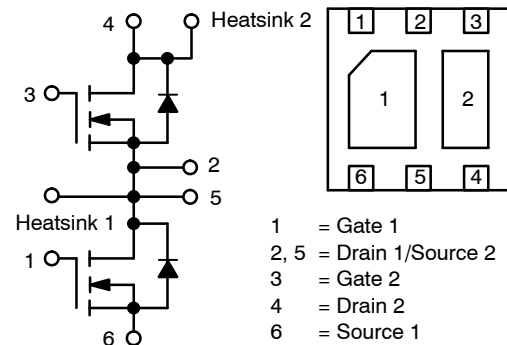 4
Heatsink 2
3
2
5
Heatsink 1
1
6
1 2 3
1 2
6 5 4
1 = Gate 1
2, 5 = Drain 1/Source 2
3 = Gate 2
4 = Drain 2
6 = Source 1